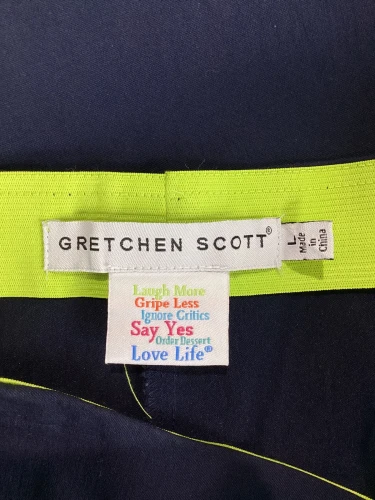 GRETCHEN SCOTT®
L
Made
in
China
Laugh More
Gripe Less
Ignore Critics
Say Yes
Order Dessert
Love Life®